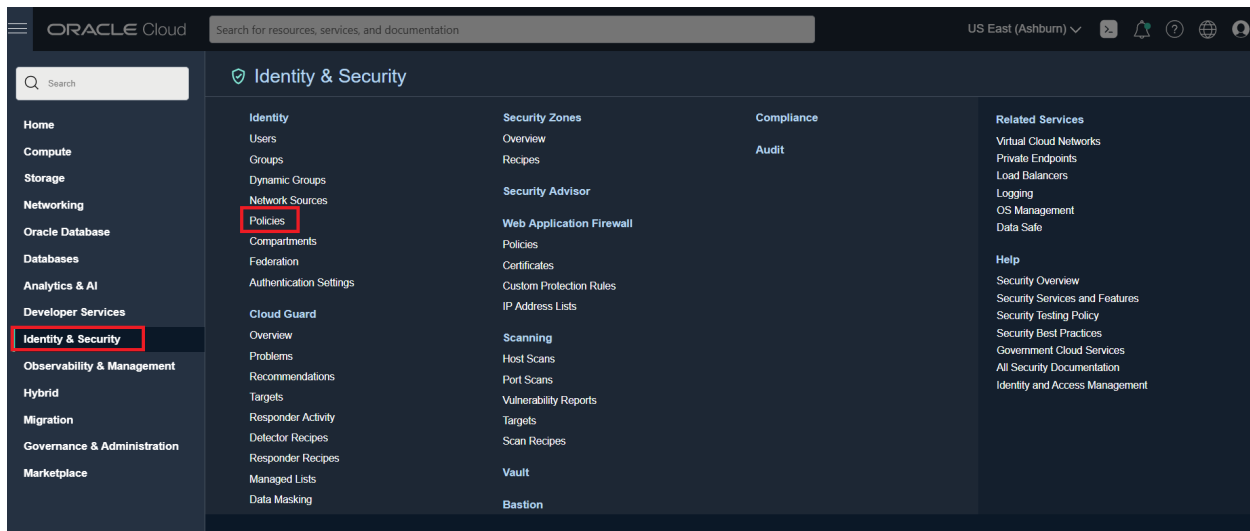 ORACLE Cloud
Search for resources, services, and documentation
US East (Ashburn)
Search
Home
Compute
Storage
Networking
Oracle Database
Databases
Analytics & AI
Developer Services
Identity & Security
Observability & Management
Hybrid
Migration
Governance & Administration
Marketplace
Identity & Security
Identity
Users
Groups
Dynamic Groups
Network Sources
Policies
Compartments
Federation
Authentication Settings
Cloud Guard
Overview
Problems
Recommendations
Targets
Responder Activity
Detector Recipes
Responder Recipes
Managed Lists
Data Masking
Security Zones
Overview
Recipes
Security Advisor
Web Application Firewall
Policies
Certificates
Custom Protection Rules
IP Address Lists
Scanning
Host Scans
Port Scans
Vulnerability Reports
Targets
Scan Recipes
Vault
Bastion
Compliance
Audit
Related Services
Virtual Cloud Networks
Private Endpoints
Load Balancers
Logging
OS Management
Data Safe
Help
Security Overview
Security Services and Features
Security Testing Policy
Security Best Practices
Government Cloud Services
All Security Documentation
Identity and Access Management